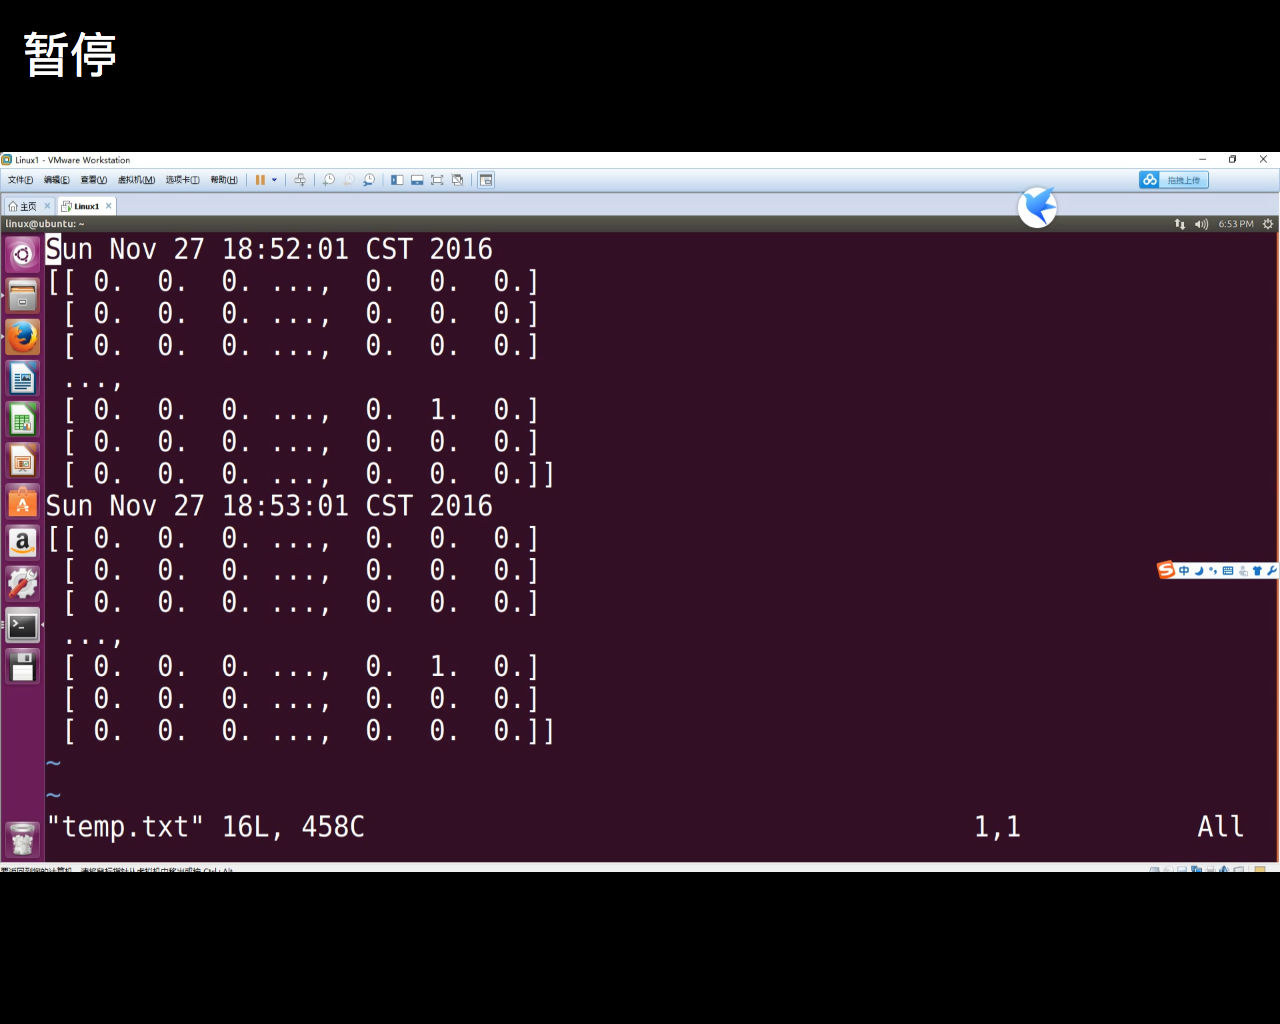 暂停
Linux1 - VMware Workstation
文件(F) 编辑(E) 查看(V) 虚拟机(M) 选项卡(T) 帮助(H)
拖拽上传
主页 Linux1
linux@ubuntu: ~ 6:53 PM
Sun Nov 27 18:52:01 CST 2016
[[ 0.  0.  0. ...,  0.  0.  0.]
 [ 0.  0.  0. ...,  0.  0.  0.]
 [ 0.  0.  0. ...,  0.  0.  0.]
 ...,
 [ 0.  0.  0. ...,  0.  1.  0.]
 [ 0.  0.  0. ...,  0.  0.  0.]
 [ 0.  0.  0. ...,  0.  0.  0.]]
Sun Nov 27 18:53:01 CST 2016
[[ 0.  0.  0. ...,  0.  0.  0.]
 [ 0.  0.  0. ...,  0.  0.  0.]
 [ 0.  0.  0. ...,  0.  0.  0.]
 ...,
 [ 0.  0.  0. ...,  0.  1.  0.]
 [ 0.  0.  0. ...,  0.  0.  0.]
 [ 0.  0.  0. ...,  0.  0.  0.]]
~
~
"temp.txt" 16L, 458C 1,1 All
中